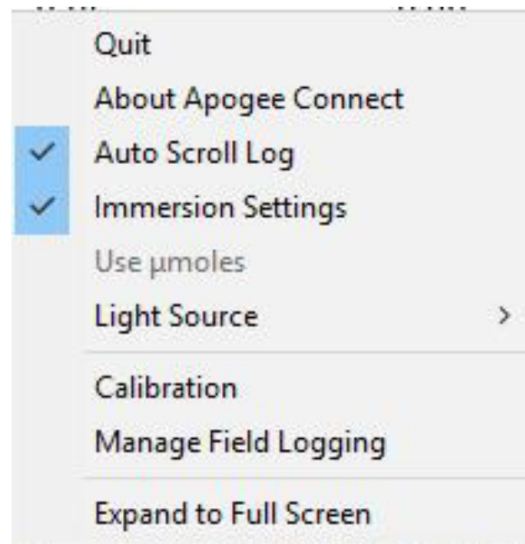 Quit
About Apogee Connect
Auto Scroll Log
Immersion Settings
Use µmoles
Light Source
Calibration
Manage Field Logging
Expand to Full Screen